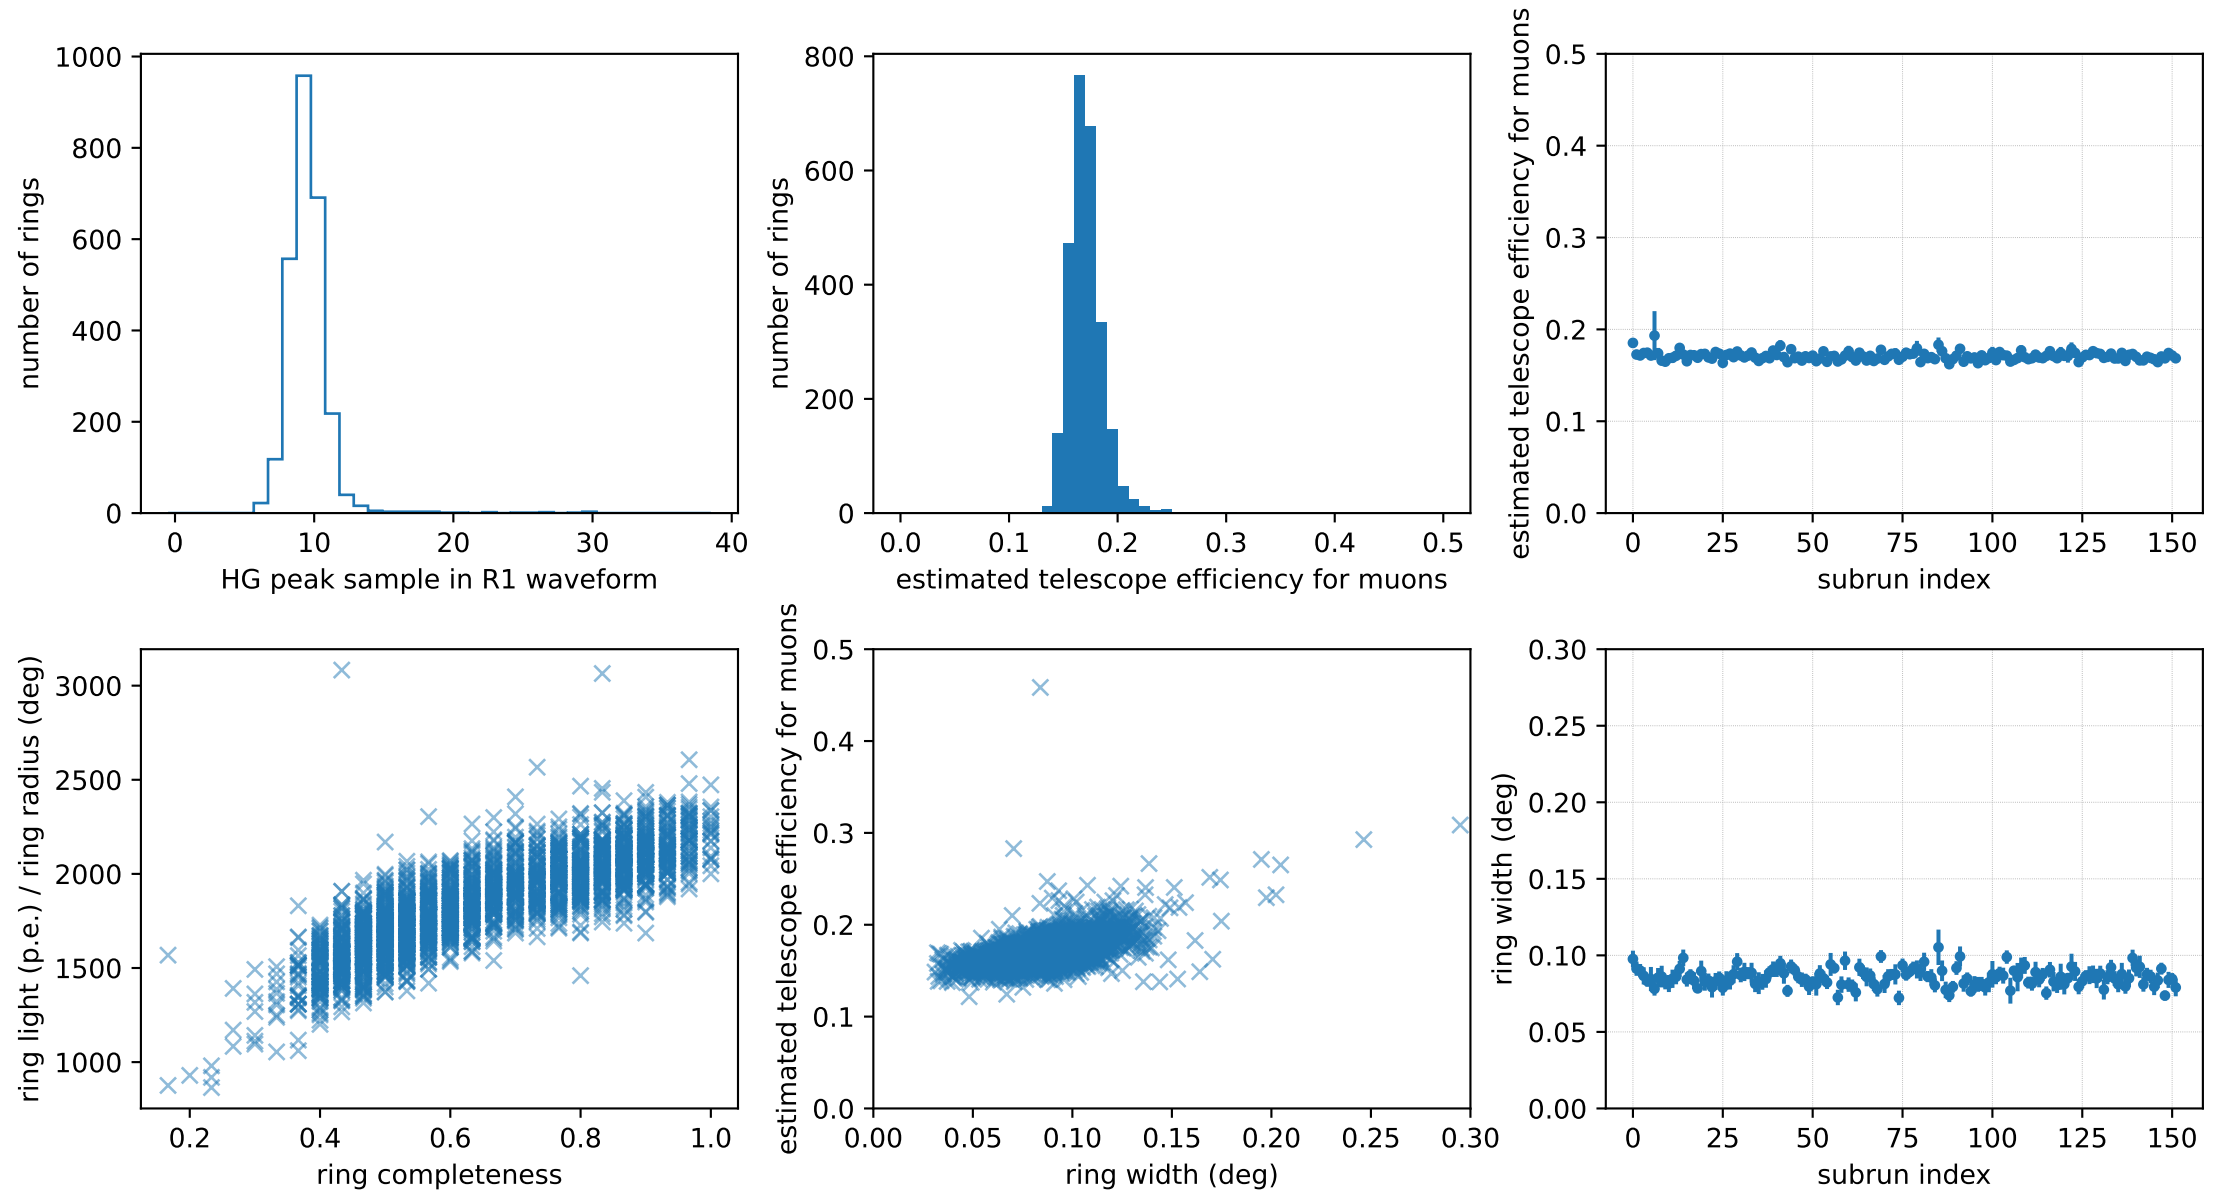 1000
800
600
400
200
0
number of rings
0 10 20 30 40
HG peak sample in R1 waveform
800
600
400
200
0
number of rings
0.0 0.1 0.2 0.3 0.4 0.5
estimated telescope efficiency for muons
0.5
0.4
0.3
0.2
0.1
0.0
estimated telescope efficiency for muons
0 25 50 75 100 125 150
subrun index
3000
2500
2000
1500
1000
ring light (p.e.) / ring radius (deg)
0.2 0.4 0.6 0.8 1.0
ring completeness
0.5
0.4
0.3
0.2
0.1
0.0
estimated telescope efficiency for muons
0.00 0.05 0.10 0.15 0.20 0.25 0.30
ring width (deg)
0.30
0.25
0.20
0.15
0.10
0.05
0.00
ring width (deg)
0 25 50 75 100 125 150
subrun index